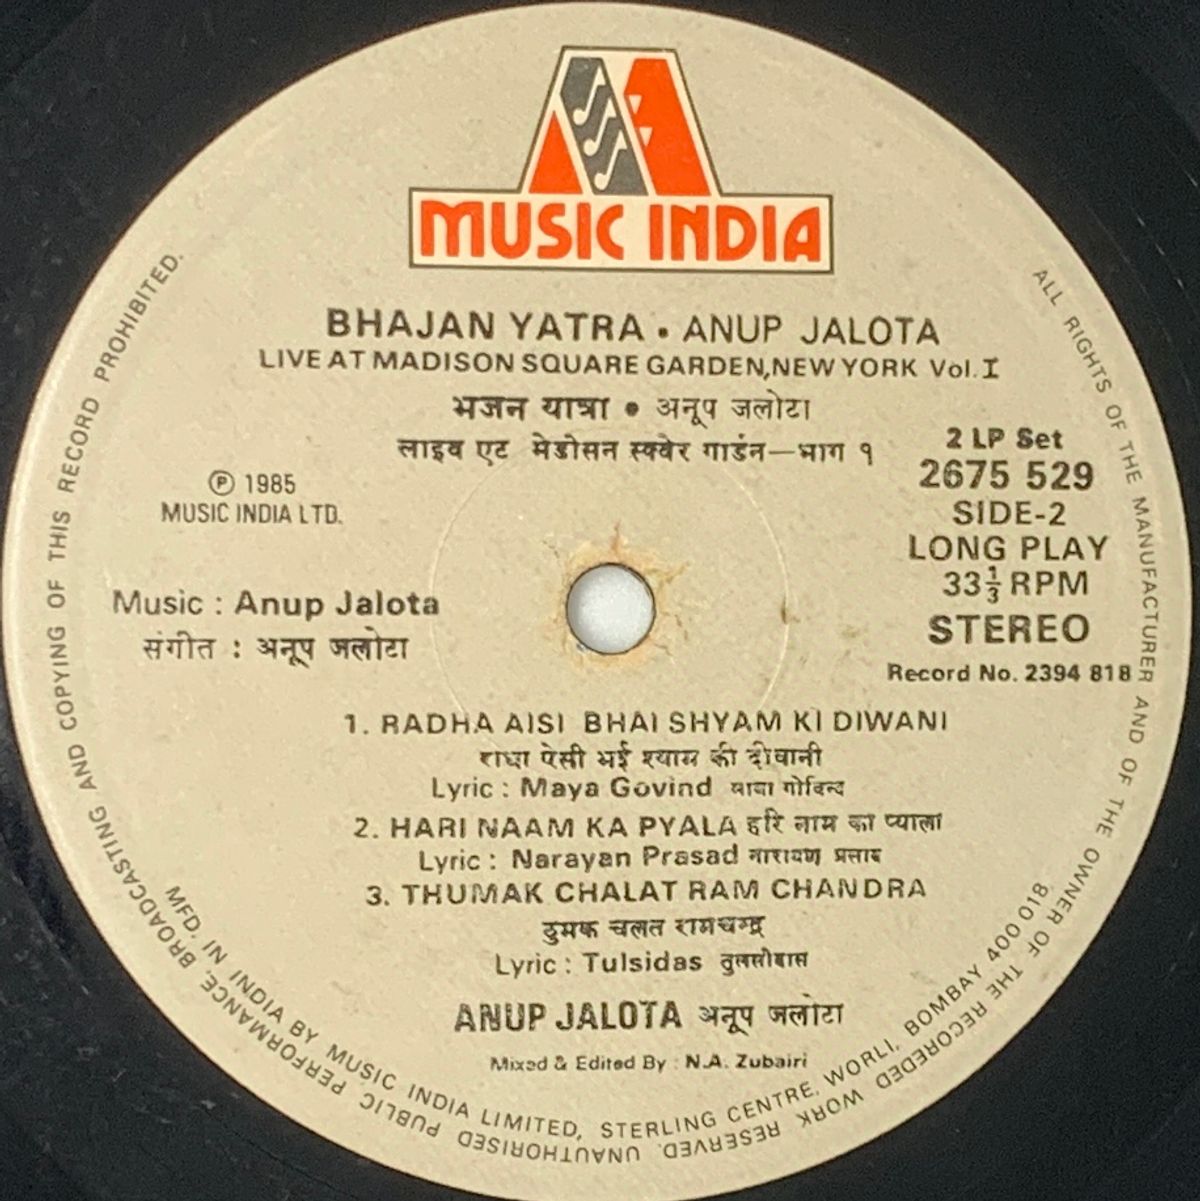 MUSIC INDIA
BHAJAN YATRA • ANUP JALOTA
LIVE AT MADISON SQUARE GARDEN, NEW YORK Vol. I
भजन यात्रा • अनूप जलोटा
लाइव एट मेडीसन स्क्वेर गार्डन—भाग १
℗ 1985
MUSIC INDIA LTD.
2 LP Set
2675 529
SIDE-2
LONG PLAY
33⅓ RPM
STEREO
Record No. 2394 818
Music : Anup Jalota
संगीत : अनूप जलोटा
1. RADHA AISI BHAI SHYAM KI DIWANI
राधा ऐसी भई श्याम की दीवानी
Lyric : Maya Govind माया गोविन्द
2. HARI NAAM KA PYALA हरि नाम का प्याला
Lyric : Narayan Prasad नारायण प्रसाद
3. THUMAK CHALAT RAM CHANDRA
ठुमक चलत रामचन्द्र
Lyric : Tulsidas तुलसीदास
ANUP JALOTA अनूप जलोटा
Mixed & Edited By : N.A. Zubairi
MFD. IN INDIA BY MUSIC INDIA LIMITED, STERLING CENTRE, WORLI, BOMBAY 400 018.
ALL RIGHTS OF THE MANUFACTURER AND OF THE OWNER OF THE RECOREDED WORK RESERVED. UNAUTHORISED PUBLIC PERFORMANCE, BROADCASTING AND COPYING OF THIS RECORD PROHIBITED.